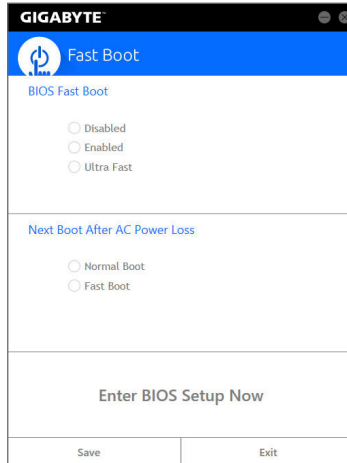 GIGABYTE™
Fast Boot
BIOS Fast Boot
Disabled
Enabled
Ultra Fast
Next Boot After AC Power Loss
Normal Boot
Fast Boot
Enter BIOS Setup Now
Save
Exit